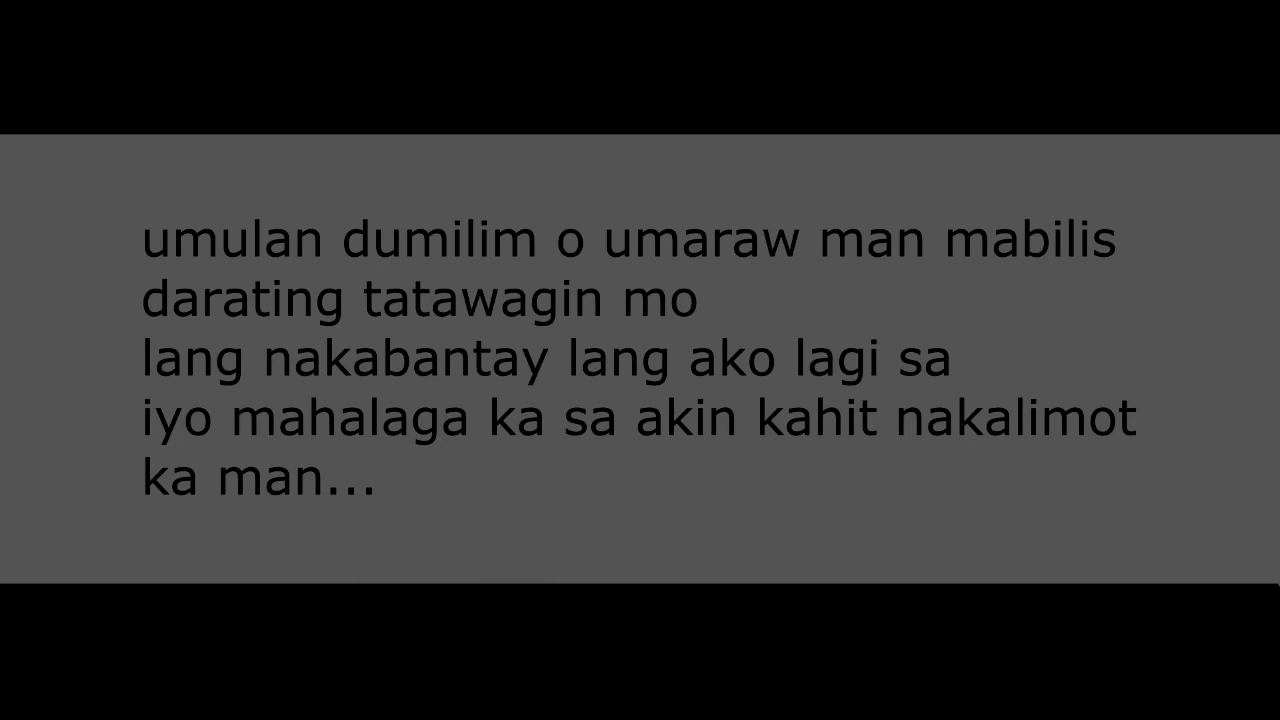 umulan dumilim o umaraw man mabilis
darating tatawagin mo
lang nakabantay lang ako lagi sa
iyo mahalaga ka sa akin kahit nakalimot
ka man...